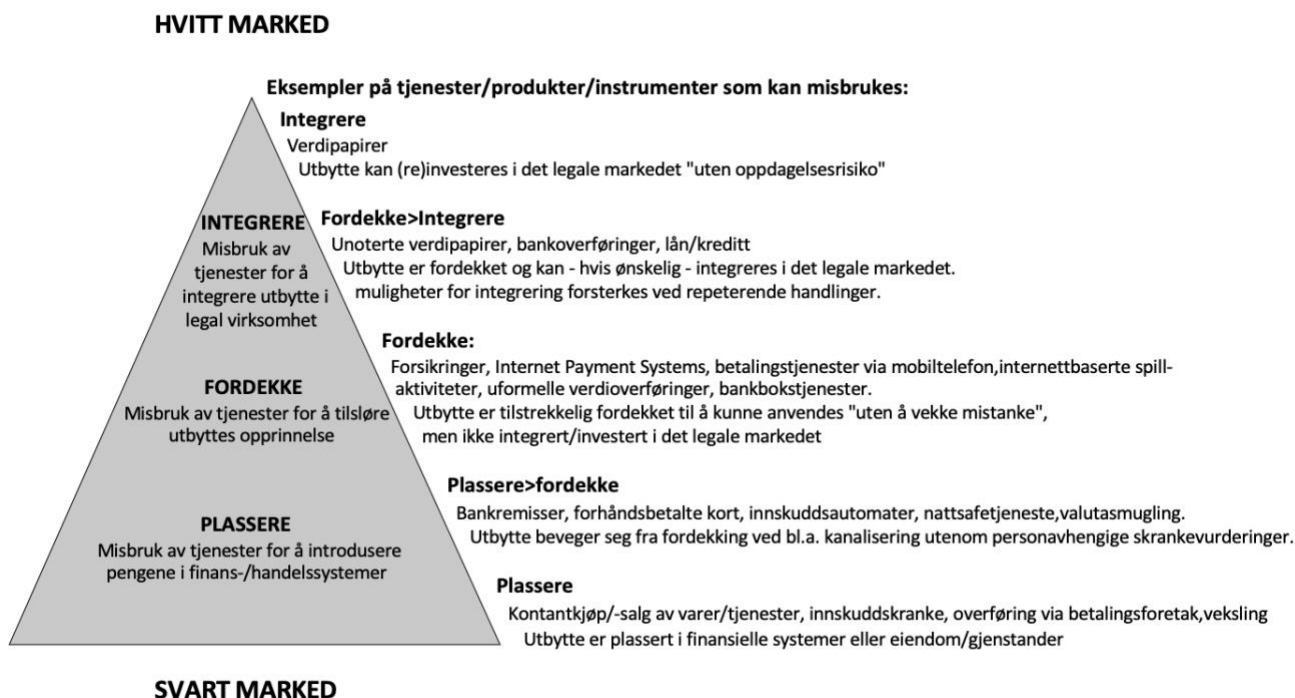 HVITT MARKED
Eksempler på tjenester/produkter/instrumenter som kan misbrukes:
Integrere
Verdipapirer
Utbytte kan (re)investeres i det legale markedet "uten oppdagelsesrisiko"
INTEGRERE
Misbruk av
tjenester for å
integrere utbytte i
legal virksomhet
Fordekke>Integrere
Unoterte verdipapirer, bankoverføringer, lån/kreditt
Utbytte er fordekket og kan - hvis ønskelig - integreres i det legale markedet.
muligheter for integrering forsterkes ved repeterende handlinger.
Fordekke:
Forsikringer, Internet Payment Systems, betalingstjenester via mobiltelefon,internettbaserte spill-
aktiviteter, uformelle verdioverføringer, bankbokstjenester.
Utbytte er tilstrekkelig fordekket til å kunne anvendes "uten å vekke mistanke",
men ikke integrert/investert i det legale markedet
FORDEKKE
Misbruk av tjenester for å tilsløre
utbyttes opprinnelse
Plassere>fordekke
Bankremisser, forhåndsbetalte kort, innskuddsautomater, nattsafetjeneste,valutasmugling.
Utbytte beveger seg fra fordekking ved bl.a. kanalisering utenom personavhengige skrankevurderinger.
PLASSERE
Misbruk av tjenester for å introdusere
pengene i finans-/handelssystemer
Plassere
Kontantkjøp/-salg av varer/tjenester, innskuddskranke, overføring via betalingsforetak,veksling
Utbytte er plassert i finansielle systemer eller eiendom/gjenstander
SVART MARKED